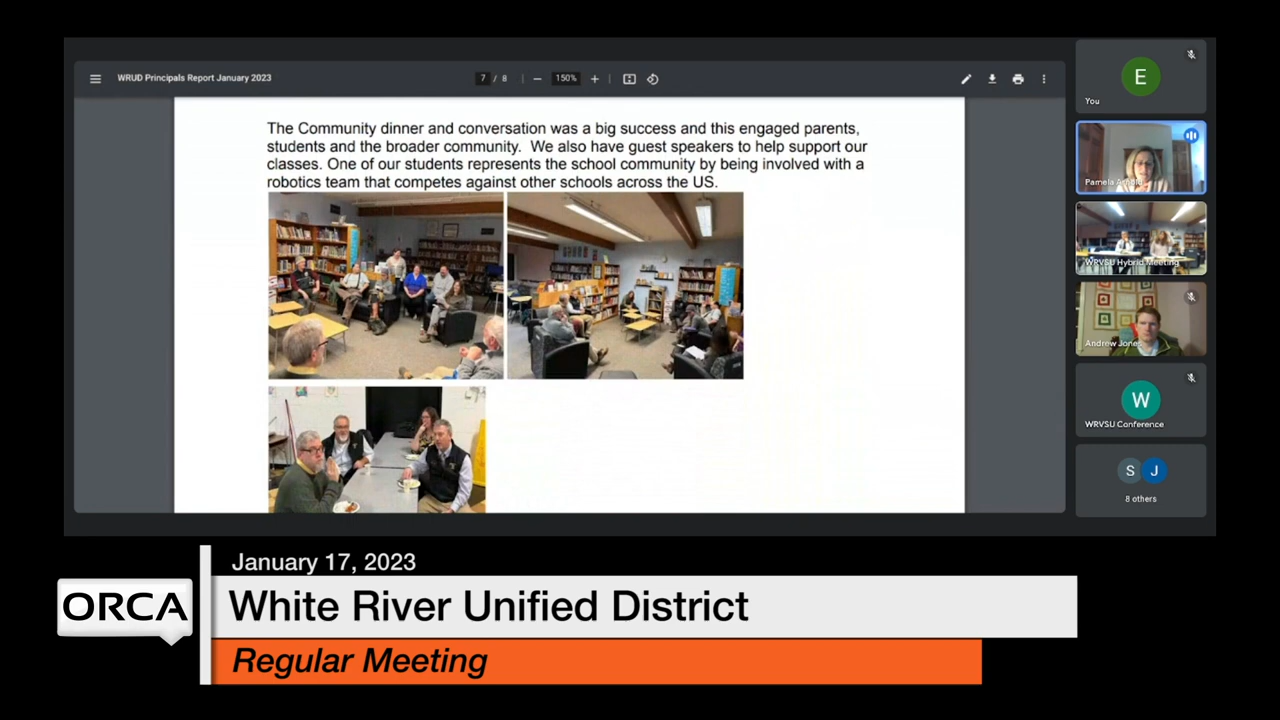 WRUD Principals Report January 2023
7 / 8
150%
The Community dinner and conversation was a big success and this engaged parents,
students and the broader community. We also have guest speakers to help support our
classes. One of our students represents the school community by being involved with a
robotics team that competes against other schools across the US.
E
You
Pamela Arnold
WRVSU Hybrid Meeting
Andrew Jones
W
WRVSU Conference
S J
8 others
January 17, 2023
ORCA
White River Unified District
Regular Meeting